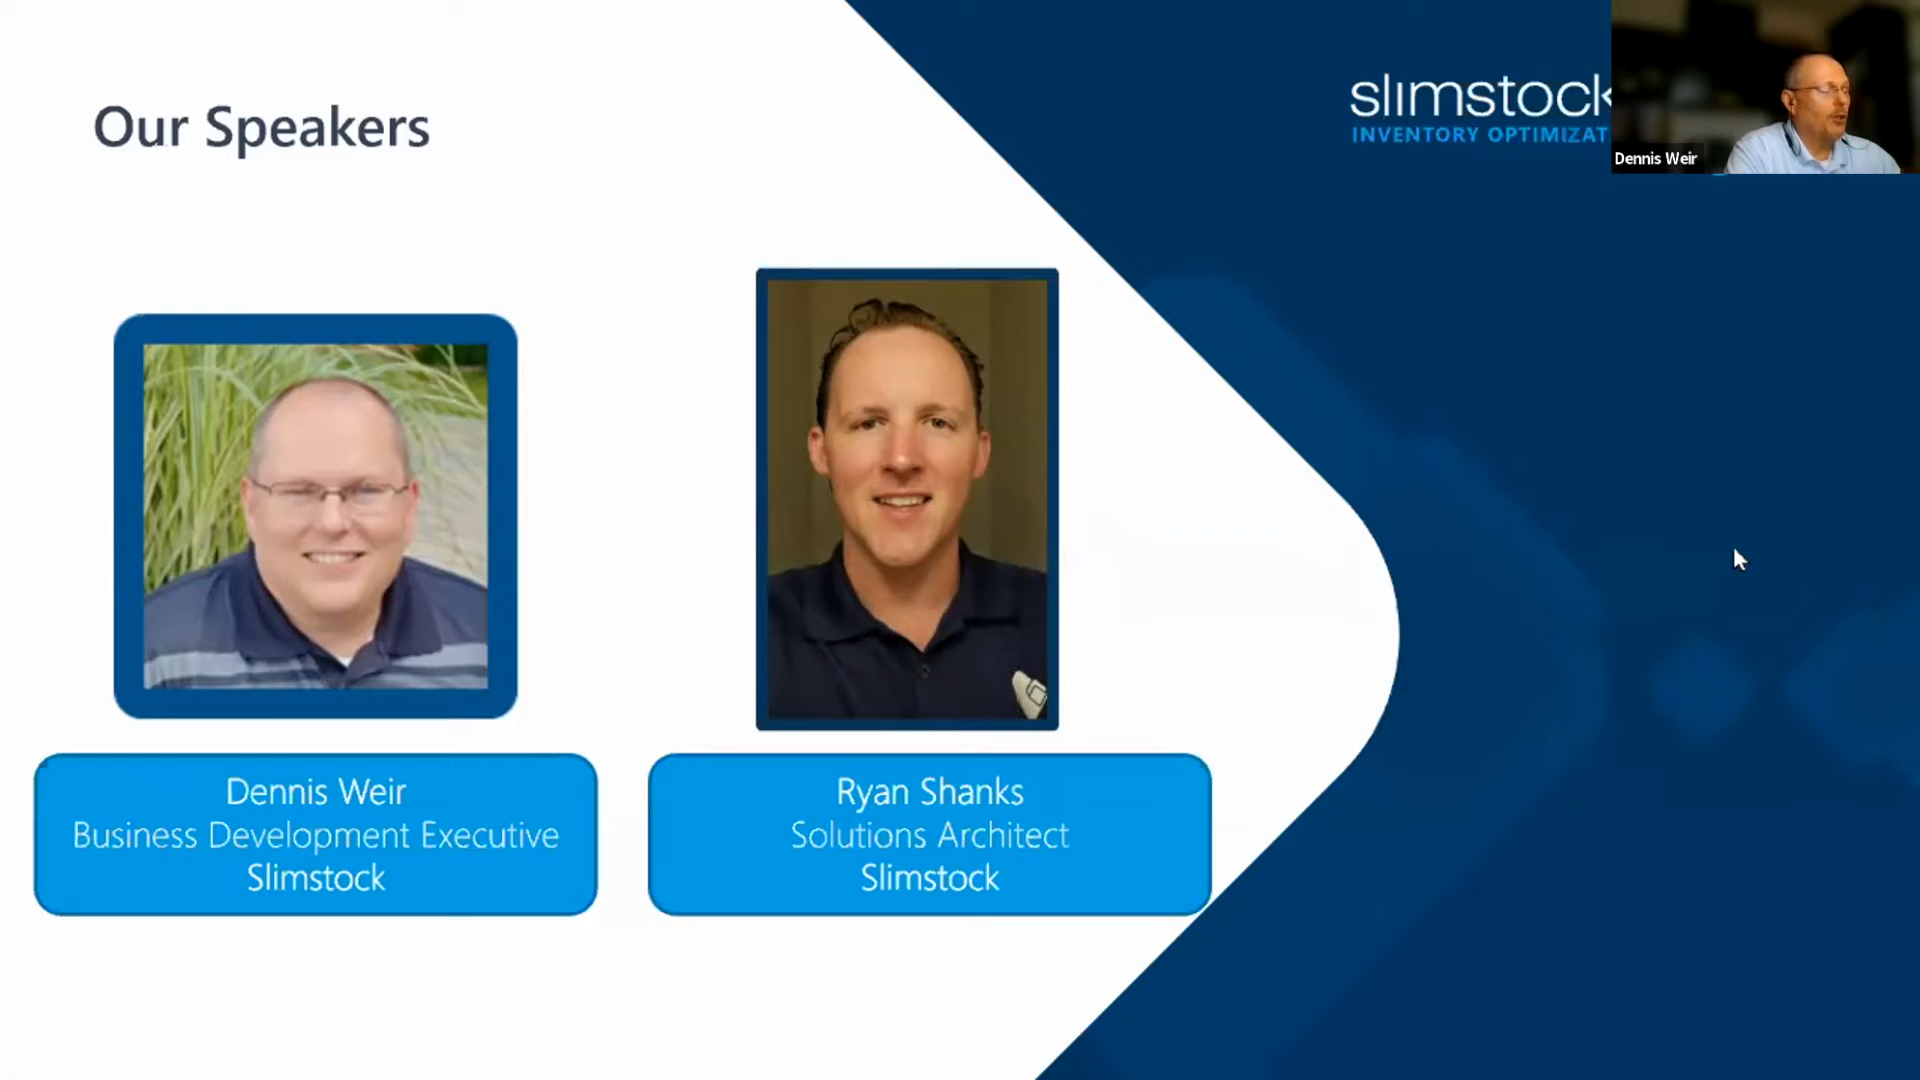 Our Speakers
slimstock
INVENTORY OPTIMIZAT
Dennis Weir
Dennis Weir
Business Development Executive
Slimstock
Ryan Shanks
Solutions Architect
Slimstock